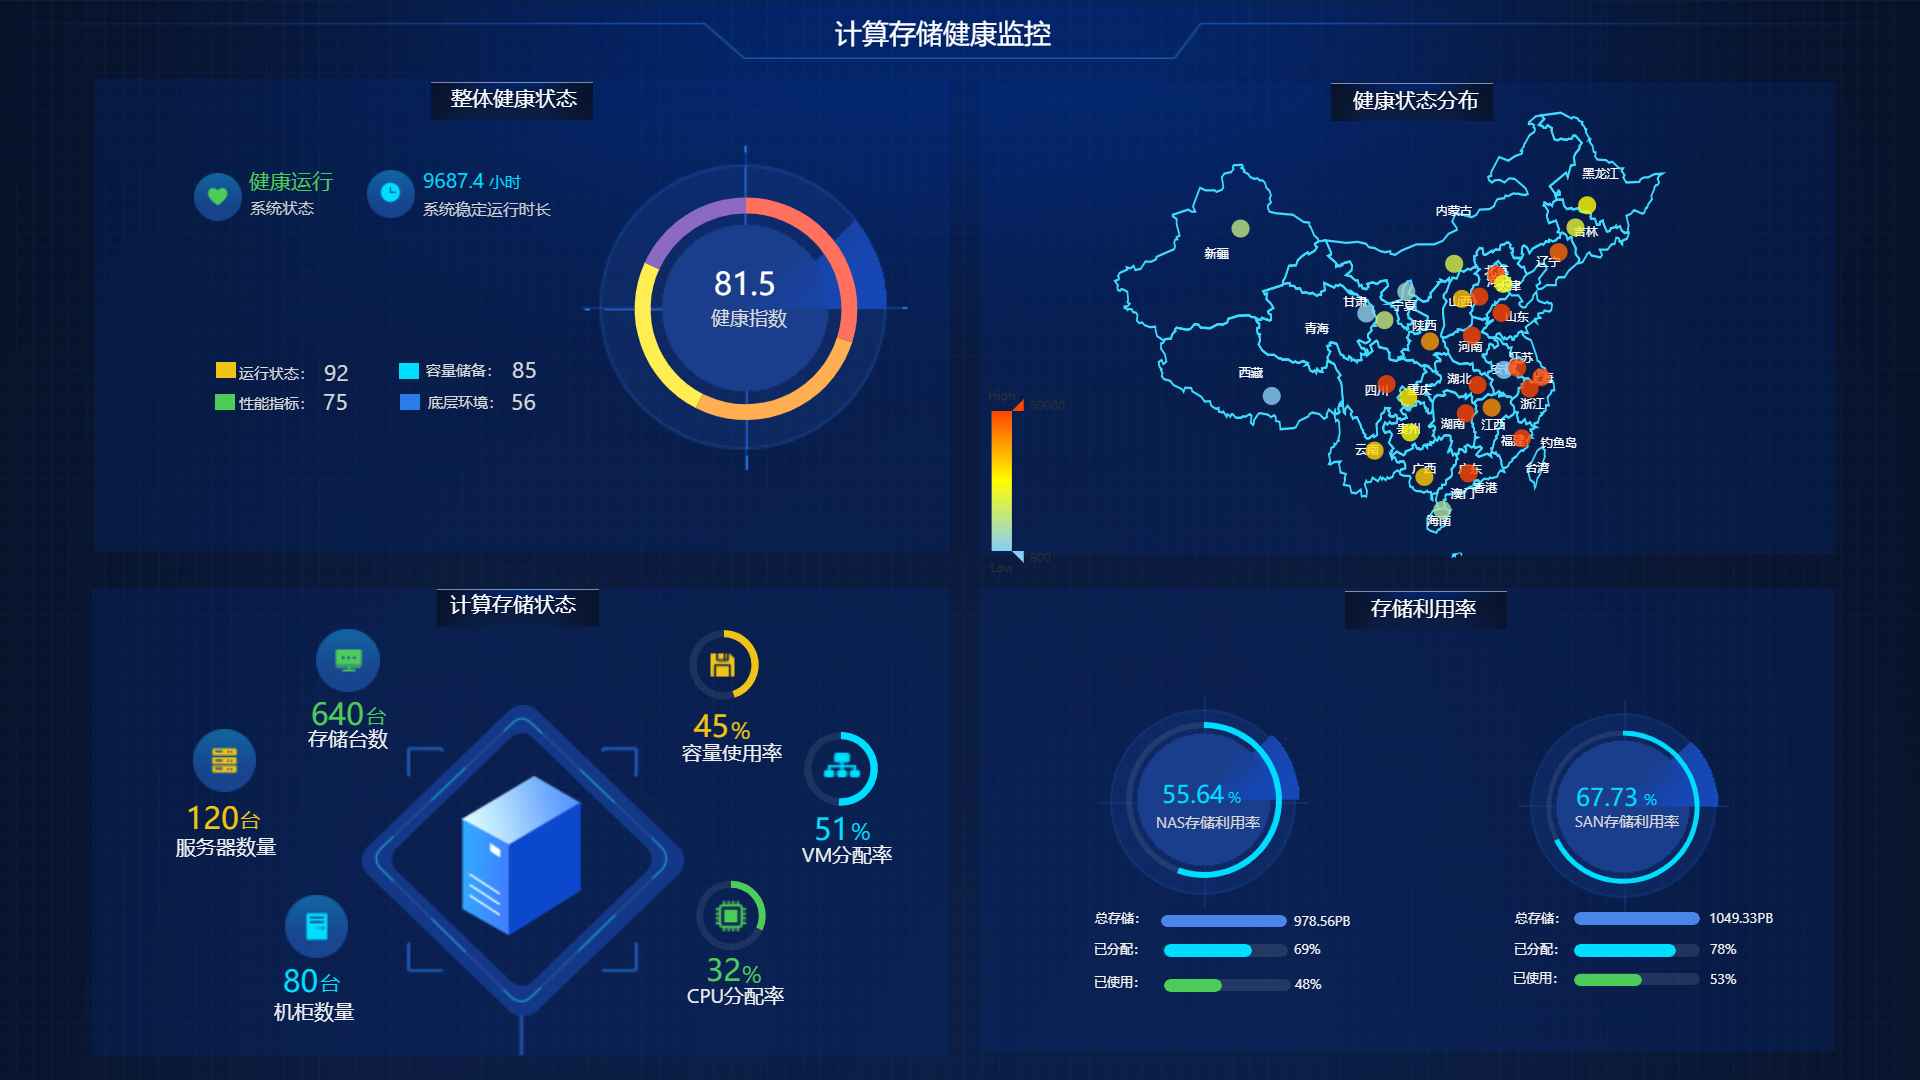 计算存储健康监控
整体健康状态
健康运行
系统状态
9687.4 小时
系统稳定运行时长
81.5
健康指数
运行状态： 92
容量储备： 85
性能指标： 75
底层环境： 56
健康状态分布
黑龙江
内蒙古
吉林
新疆
辽宁
天津
甘肃
宁夏
山西
山东
青海
陕西
河南
江苏
西藏
湖北
四川
重庆
浙江
湖南
江西
贵州
福建
钓鱼岛
云南
广西
广东
台湾
香港
澳门
海南
High
Low
800
计算存储状态
640台
存储台数
120台
服务器数量
80台
机柜数量
45%
容量使用率
51%
VM分配率
32%
CPU分配率
存储利用率
55.64 %
NAS存储利用率
总存储： 978.56PB
已分配： 69%
已使用： 48%
67.73 %
SAN存储利用率
总存储： 1049.33PB
已分配： 78%
已使用： 53%